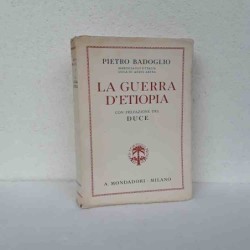 PIETRO BADOGLIO
LA GUERRA
D'ETIOPIA
CON PREFAZIONE DEL
DUCE
A. MONDADORI - MILANO